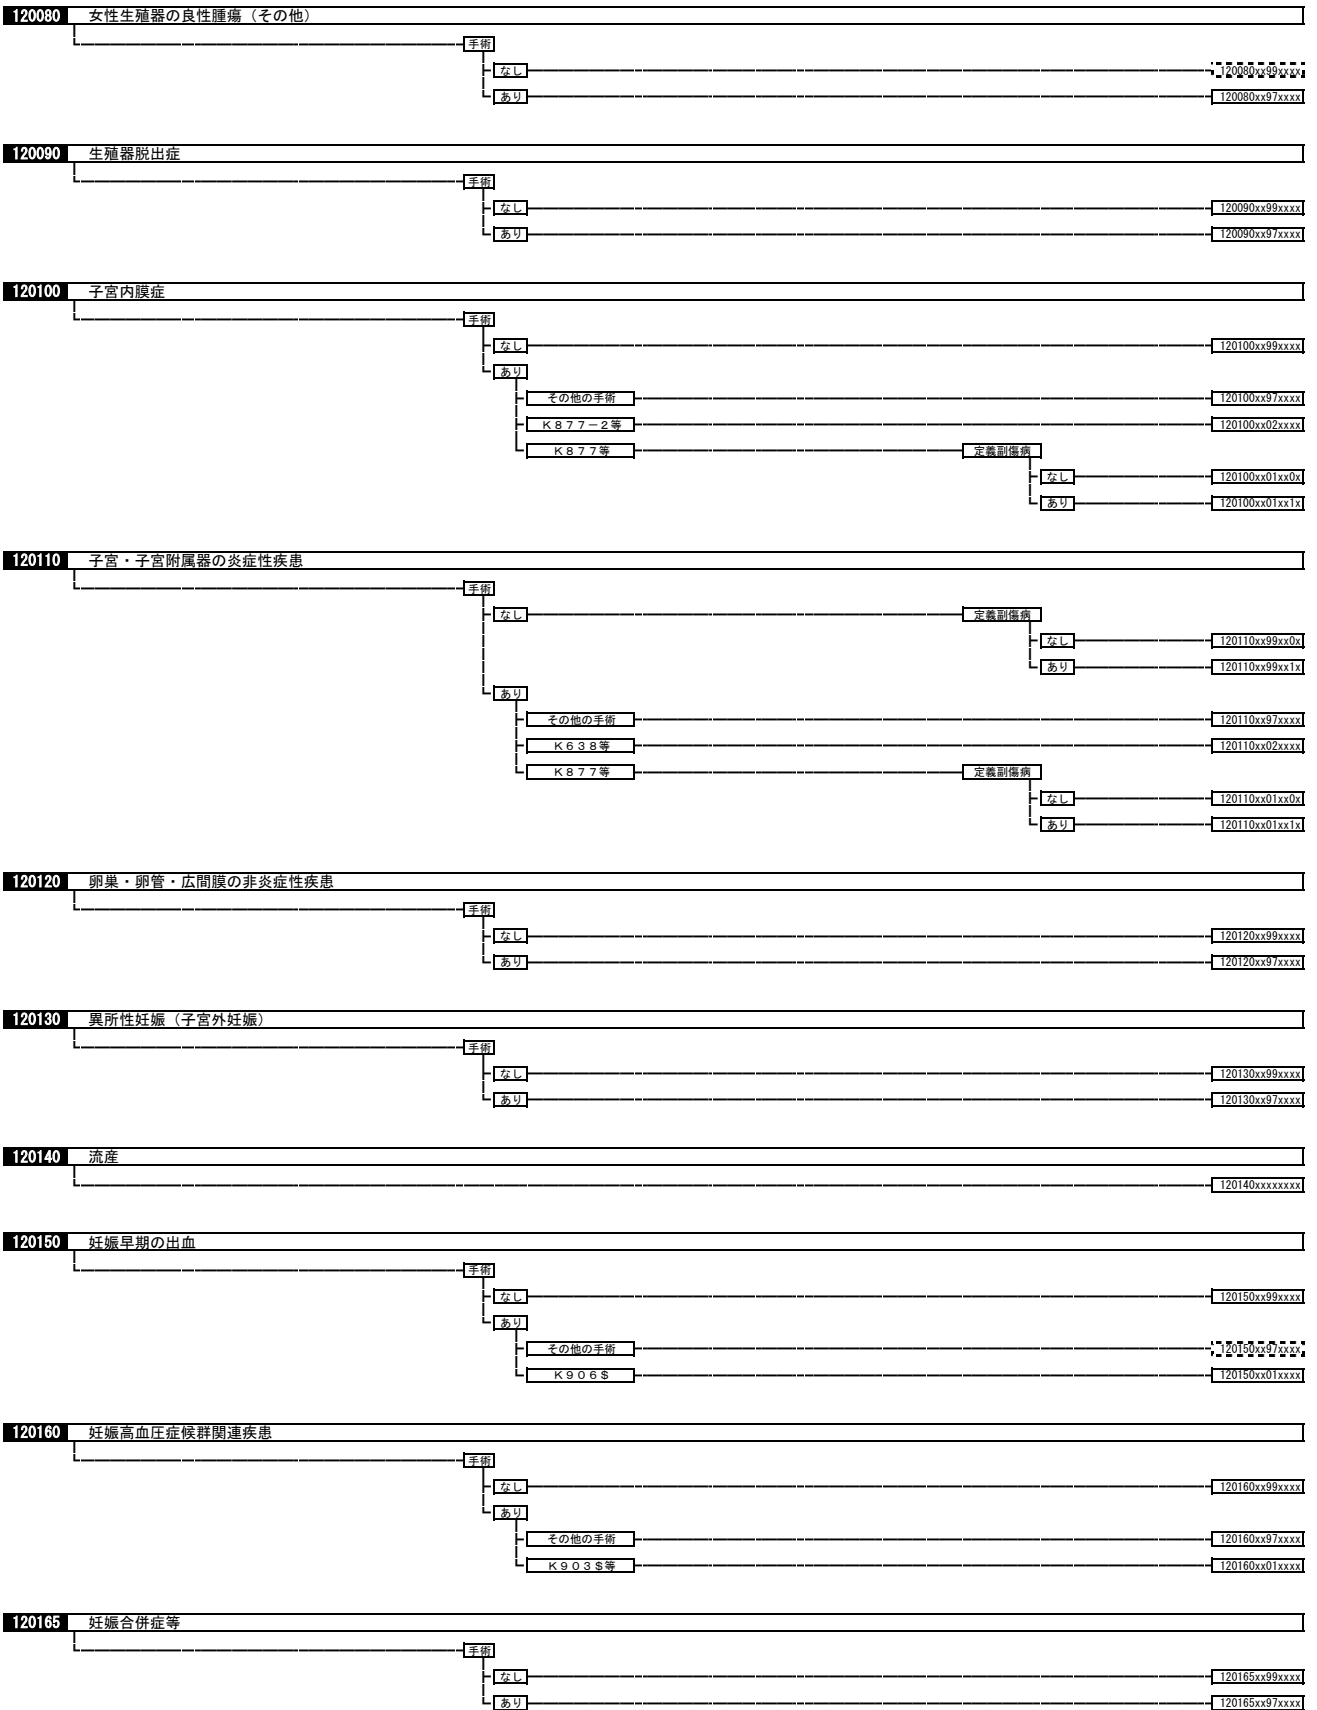 120080 女性生殖器の良性腫瘍（その他）
手術
なし 120080xx99xxxx
あり 120080xx97xxxx
120090 生殖器脱出症
手術
なし 120090xx99xxxx
あり 120090xx97xxxx
120100 子宮内膜症
手術
なし 120100xx99xxxx
あり
その他の手術 120100xx97xxxx
Ｋ８７７－２等 120100xx02xxxx
Ｋ８７７等 定義副傷病
なし 120100xx01xx0x
あり 120100xx01xx1x
120110 子宮・子宮附属器の炎症性疾患
手術
なし 定義副傷病
なし 120110xx99xx0x
あり 120110xx99xx1x
あり
その他の手術 120110xx97xxxx
Ｋ６３８等 120110xx02xxxx
Ｋ８７７等 定義副傷病
なし 120110xx01xx0x
あり 120110xx01xx1x
120120 卵巣・卵管・広間膜の非炎症性疾患
手術
なし 120120xx99xxxx
あり 120120xx97xxxx
120130 異所性妊娠（子宮外妊娠）
手術
なし 120130xx99xxxx
あり 120130xx97xxxx
120140 流産
120140xxxxxxxx
120150 妊娠早期の出血
手術
なし 120150xx99xxxx
あり
その他の手術 120150xx97xxxx
Ｋ９０６＄ 120150xx01xxxx
120160 妊娠高血圧症候群関連疾患
手術
なし 120160xx99xxxx
あり
その他の手術 120160xx97xxxx
Ｋ９０３＄等 120160xx01xxxx
120165 妊娠合併症等
手術
なし 120165xx99xxxx
あり 120165xx97xxxx